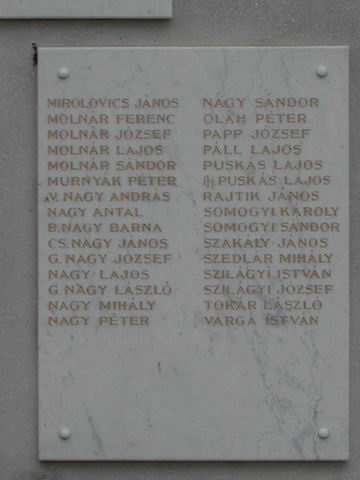 MIROLOVICS JÁNOS
MOLNÁR FERENC
MOLNÁR JÓZSEF
MOLNÁR LAJOS
MOLNÁR SÁNDOR
MURNYÁK PÉTER
V. NAGY ANDRÁS
NAGY ANTAL
B. NAGY BARNA
CS. NAGY JÁNOS
G. NAGY JÓZSEF
NAGY LAJOS
G. NAGY LÁSZLÓ
NAGY MIHÁLY
NAGY PÉTER
NAGY SÁNDOR
OLÁH PÉTER
PAPP JÓZSEF
PÁLL LAJOS
PUSKÁS LAJOS
ifj. PUSKÁS LAJOS
RAJTIK JÁNOS
SOMOGYI KÁROLY
SOMOGYI SÁNDOR
SZAKÁLY JÁNOS
SZEDLÁR MIHÁLY
SZILÁGYI ISTVÁN
SZILÁGYI JÓZSEF
TOKÁR LÁSZLÓ
VARGA ISTVÁN